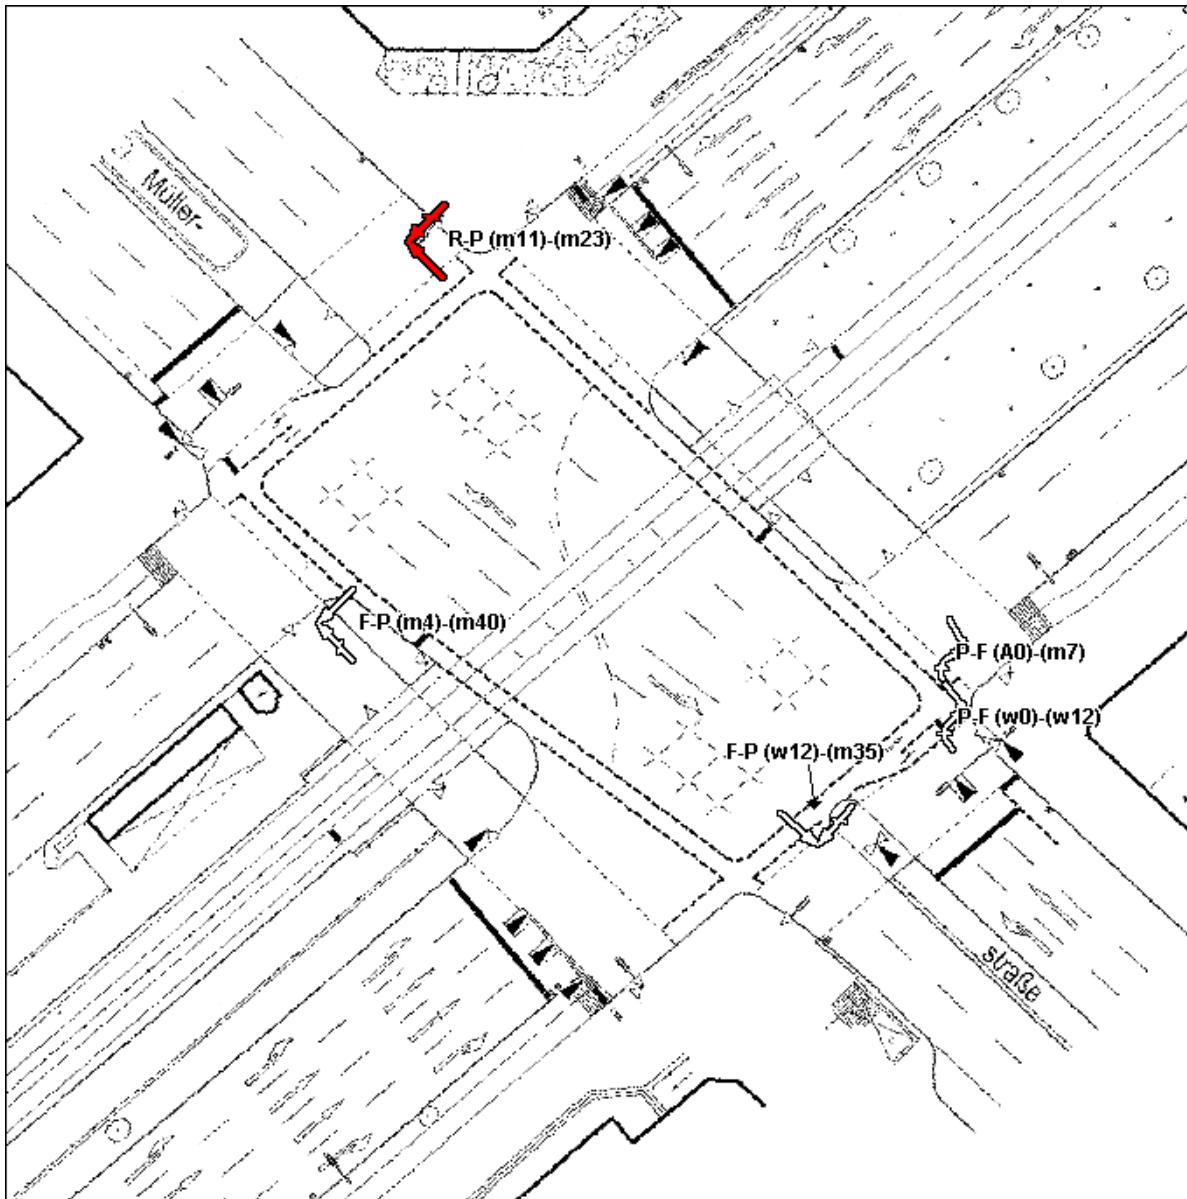 Müller-
R-P (m11)-(m23)
F-P (m4)-(m40)
P-F (A0)-(m7)
P-F (w0)-(w12)
F-P (w12)-(m35)
straße